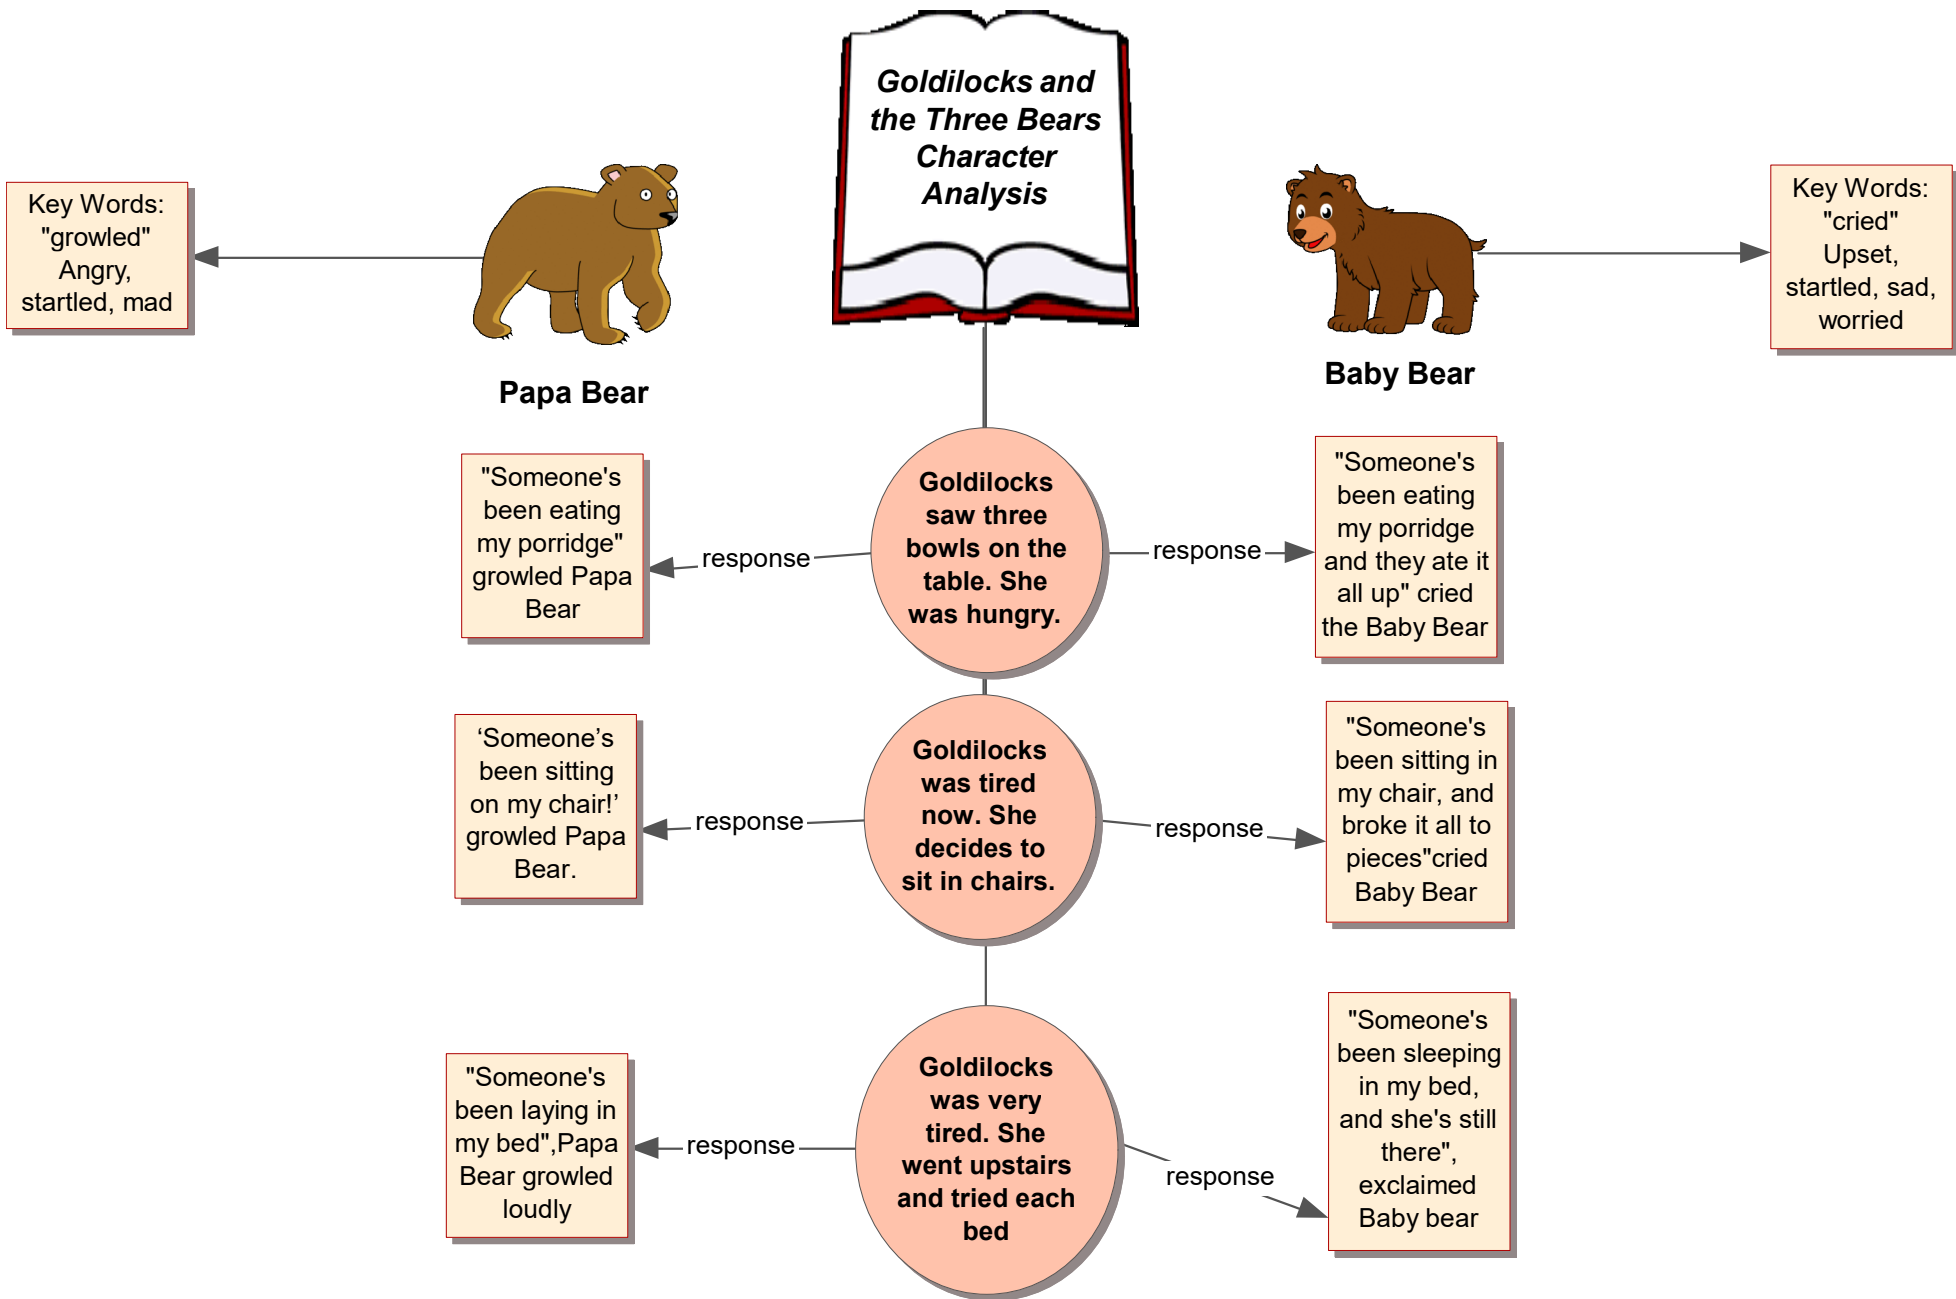 Goldilocks and
the Three Bears
Character
Analysis
Key Words:
"growled"
Angry,
startled, mad
Papa Bear
Key Words:
"cried"
Upset,
startled, sad,
worried
Baby Bear
"Someone's
been eating
my porridge"
growled Papa
Bear
response
Goldilocks
saw three
bowls on the
table. She
was hungry.
response
"Someone's
been eating
my porridge
and they ate it
all up" cried
the Baby Bear
‘Someone’s
been sitting
on my chair!’
growled Papa
Bear.
response
Goldilocks
was tired
now. She
decides to
sit in chairs.
response
"Someone's
been sitting in
my chair, and
broke it all to
pieces"cried
Baby Bear
"Someone's
been laying in
my bed",Papa
Bear growled
loudly
response
Goldilocks
was very
tired. She
went upstairs
and tried each
bed
response
"Someone's
been sleeping
in my bed,
and she's still
there",
exclaimed
Baby bear